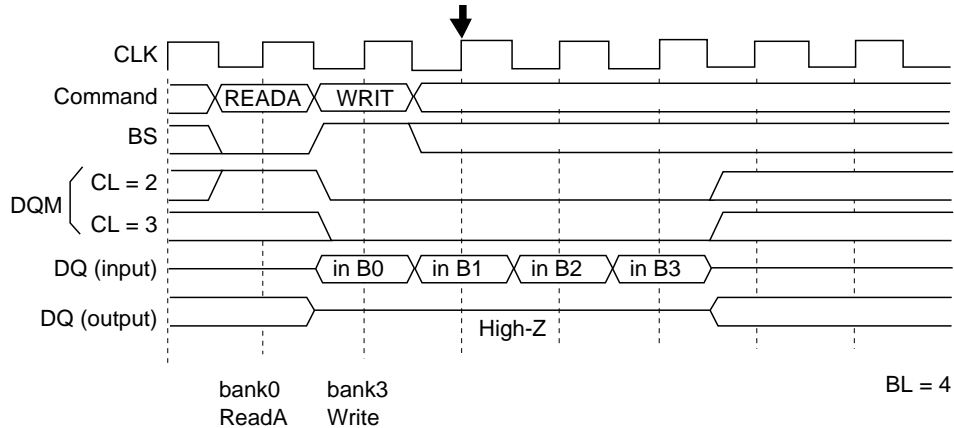 CLK
Command READA WRIT
BS
DQM CL = 2
CL = 3
DQ (input) in B0 in B1 in B2 in B3
DQ (output) High-Z
bank0 bank3 BL = 4
ReadA Write